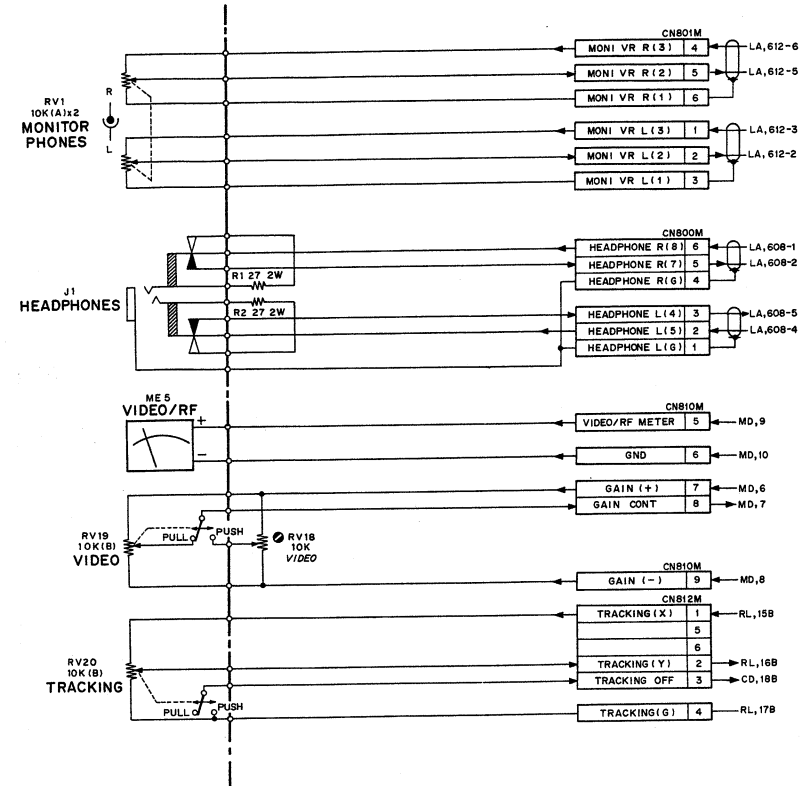 CN801M
MONI VR R(3) 4 LA,612-6
MONI VR R(2) 5 LA,612-5
MONI VR R(1) 6
RV1
10K(A)x2
MONITOR
PHONES
R
L
MONI VR L(3) 1 LA,612-3
MONI VR L(2) 2 LA,612-2
MONI VR L(1) 3
CN800M
HEADPHONE R(8) 6 LA,608-1
HEADPHONE R(7) 5 LA,608-2
HEADPHONE R(G) 4
R1 27 2W
J1
HEADPHONES
R2 27 2W
HEADPHONE L(4) 3 LA,608-5
HEADPHONE L(5) 2 LA,608-4
HEADPHONE L(G) 1
ME5
VIDEO/RF
+
−
CN810M
VIDEO/RF METER 5 MD,9
GND 6 MD,10
GAIN (+) 7 MD,6
GAIN CONT 8 MD,7
RV19
10K(B)
VIDEO
PULL
PUSH
RV18
10K
VIDEO
CN810M
GAIN (−) 9 MD,8
CN812M
TRACKING(X) 1 RL,15B
5
6
TRACKING(Y) 2 RL,16B
TRACKING OFF 3 CD,18B
RV20
10K(B)
TRACKING
PULL
PUSH
TRACKING(G) 4 RL,17B